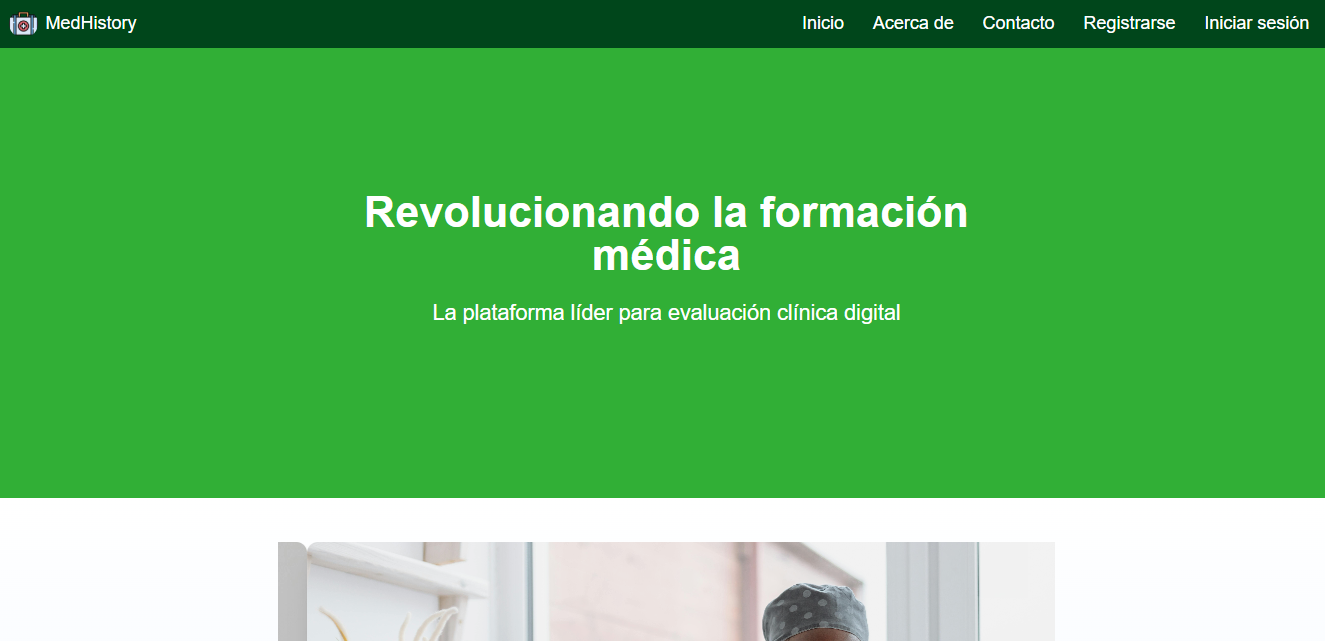 MedHistory
Inicio
Acerca de
Contacto
Registrarse
Iniciar sesión
Revolucionando la formación
médica
La plataforma líder para evaluación clínica digital